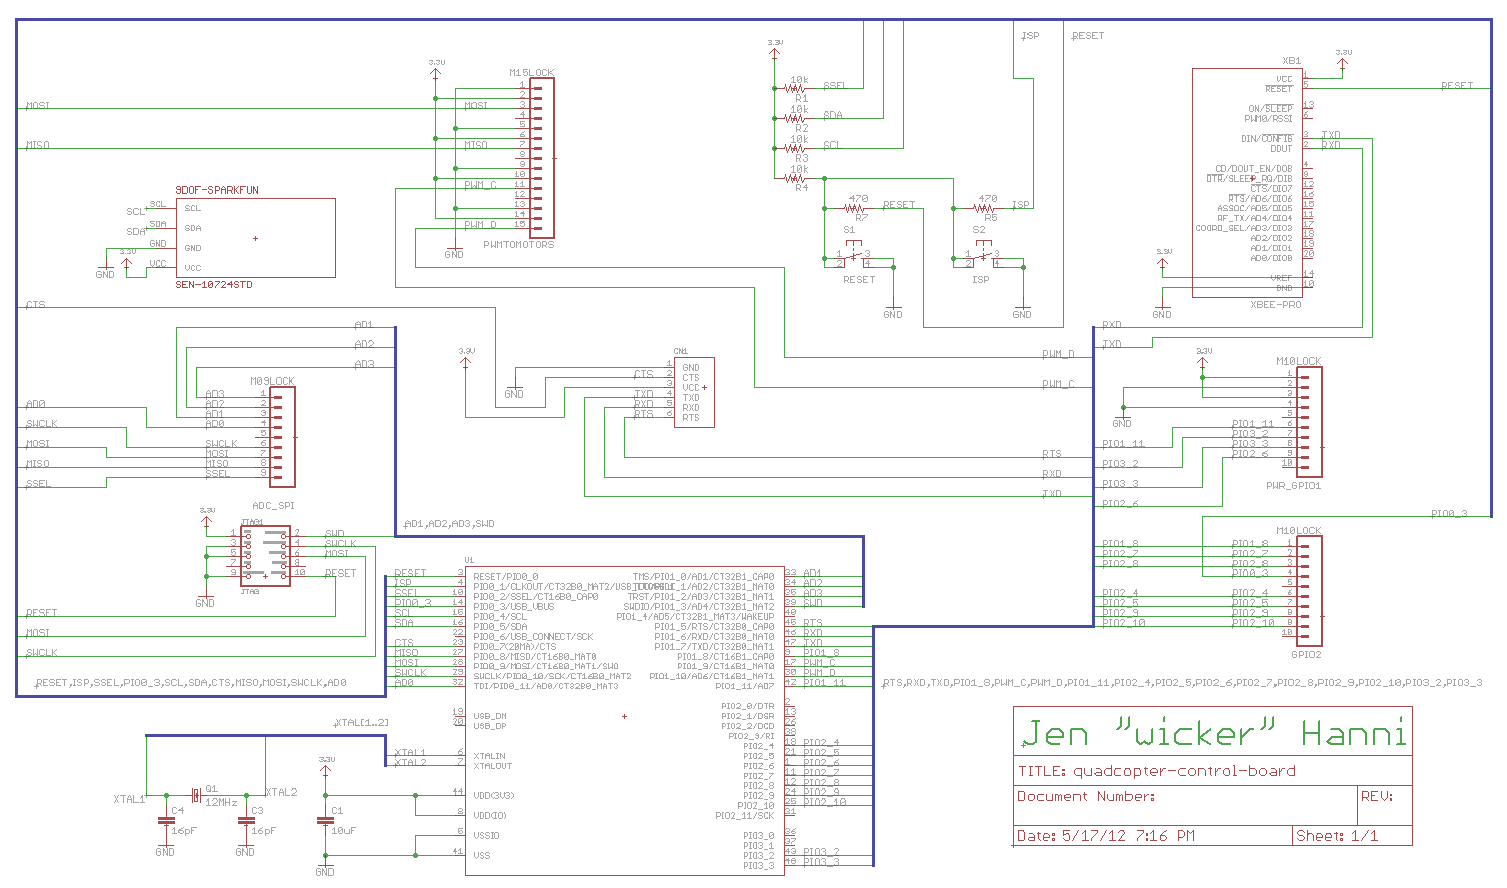 ISP
RESET
3.3V
M15LOCK
1
2
3
4
5
6
7
8
9
10
11
12
13
14
15
MOSI
MOSI
MISO
MISO
PWM_C
PWM_D
PWMTOMOTORS
GND
3.3V
10k
R1
SSEL
10k
R2
SDA
10k
R3
SCL
10k
R4
470
R7
RESET
470
R5
ISP
S1
1
2
3
4
RESET
GND
S2
1
2
3
4
ISP
GND
XB1
3.3V
VCC
RESET
RESET
ON/SLEEP
PWM0/RSSI
DIN/CONFIG
TXD
DOUT
RXD
CD/DOUT_EN/DOB
DTR/SLEEP_RQ/DIB
CTS/DIO7
RTS/AD6/DIO6
ASSOC/AD5/DIO5
RF_TX/AD4/DIO4
COORD_SEL/AD3/DIO3
AD2/DIO2
AD1/DIO1
AD0/DIO0
VREF
GND
XBEE-PRO
3.3V
GND
9DOF-SPARKFUN
SCL
SCL
SCL
SDA
SDA
SDA
GND
GND
GND
VCC
VCC
3.3V
SEN-10724STD
CTS
AD1
AD2
AD3
M09LOCK
AD3
AD2
AD1
AD0
SWCLK
MOSI
MISO
SSEL
1
2
3
4
5
6
7
8
9
AD0
SWCLK
MOSI
MISO
SSEL
ADC_SPI
3.3V
CN1
GND
CTS
VCC
TXD
RXD
RTS
1
2
3
4
5
6
CTS
TXD
RXD
RTS
GND
PWM_D
PWM_C
RTS
RXD
TXD
RXD
TXD
3.3V
M10LOCK
1
2
3
4
5
6
7
8
9
10
GND
PIO1_11
PIO3_2
PIO3_3
PIO2_6
PIO1_11
PIO3_2
PIO3_3
PIO2_6
PWR_GPIO1
PIO0_3
M10LOCK
PIO1_8
PIO2_7
PIO2_8
PIO1_8
PIO2_7
PIO2_8
PIO0_3
PIO2_4
PIO2_5
PIO2_9
PIO2_10
PIO2_4
PIO2_5
PIO2_9
PIO2_10
1
2
3
4
5
6
7
8
9
10
GPIO2
3.3V
JTAG1
1
2
3
4
5
6
7
8
9
10
SWD
SWCLK
MOSI
RESET
JTAG
GND
RESET
MOSI
SWCLK
AD1,AD2,AD3,SWD
U1
RESET
3
RESET/PIO0_0
ISP
4
PIO0_1/CLKOUT/CT32B0_MAT2/USB_FTOGGLE
SSEL
10
PIO0_2/SSEL/CT16B0_CAP0
PIO0_3
14
PIO0_3/USB_VBUS
SCL
15
PIO0_4/SCL
SDA
16
PIO0_5/SDA
22
PIO0_6/USB_CONNECT/SCK
CTS
23
PIO0_7(20MA)/CTS
MISO
27
PIO0_8/MISO/CT16B0_MAT0
MOSI
28
PIO0_9/MOSI/CT16B0_MAT1/SWO
SWCLK
29
SWCLK/PIO0_10/SCK/CT16B0_MAT2
AD0
32
TDI/PIO0_11/AD0/CT32B0_MAT3
19
USB_DM
20
USB_DP
XTAL1
6
XTALIN
XTAL2
7
XTALOUT
44
VDD(3V3)
8
VDD(IO)
5
VSSIO
41
VSS
TMS/PIO1_0/AD1/CT32B1_CAP0
33
AD1
TDO/PIO1_1/AD2/CT32B1_MAT0
34
AD2
TRST/PIO1_2/AD3/CT32B1_MAT1
35
AD3
SWDIO/PIO1_3/AD4/CT32B1_MAT2
39
SWD
PIO1_4/AD5/CT32B1_MAT3/WAKEUP
40
PIO1_5/RTS/CT32B0_CAP0
45
RTS
PIO1_6/RXD/CT32B0_MAT0
46
RXD
PIO1_7/TXD/CT32B0_MAT1
47
TXD
PIO1_8/CT16B1_CAP0
9
PIO1_8
PIO1_9/CT16B1_MAT0
17
PWM_C
PIO1_10/AD6/CT16B1_MAT1
30
PWM_D
PIO1_11/AD7
42
PIO1_11
PIO2_0/DTR
2
PIO2_1/DSR
13
PIO2_2/DCD
26
PIO2_3/RI
38
PIO2_4
18
PIO2_4
PIO2_5
21
PIO2_5
PIO2_6
1
PIO2_6
PIO2_7
11
PIO2_7
PIO2_8
12
PIO2_8
PIO2_9
24
PIO2_9
PIO2_10
25
PIO2_10
PIO2_11/SCK
31
PIO3_0
36
PIO3_1
37
PIO3_2
43
PIO3_2
PIO3_3
48
PIO3_3
RESET,ISP,SSEL,PIO0_3,SCL,SDA,CTS,MISO,MOSI,SWCLK,AD0
RTS,RXD,TXD,PIO1_8,PWM_C,PWM_D,PIO1_11,PIO2_4,PIO2_5,PIO2_6,PIO2_7,PIO2_8,PIO2_9,PIO2_10,PIO3_2,PIO3_3
XTAL[1..2]
XTAL1
Q1
12MHz
XTAL2
C4
16pF
GND
C3
16pF
GND
3.3V
C1
10uF
GND
Jen "wicker" Hanni
TITLE: quadcopter-control-board
Document Number:
REV:
Date: 5/17/12 7:16 PM
Sheet: 1/1